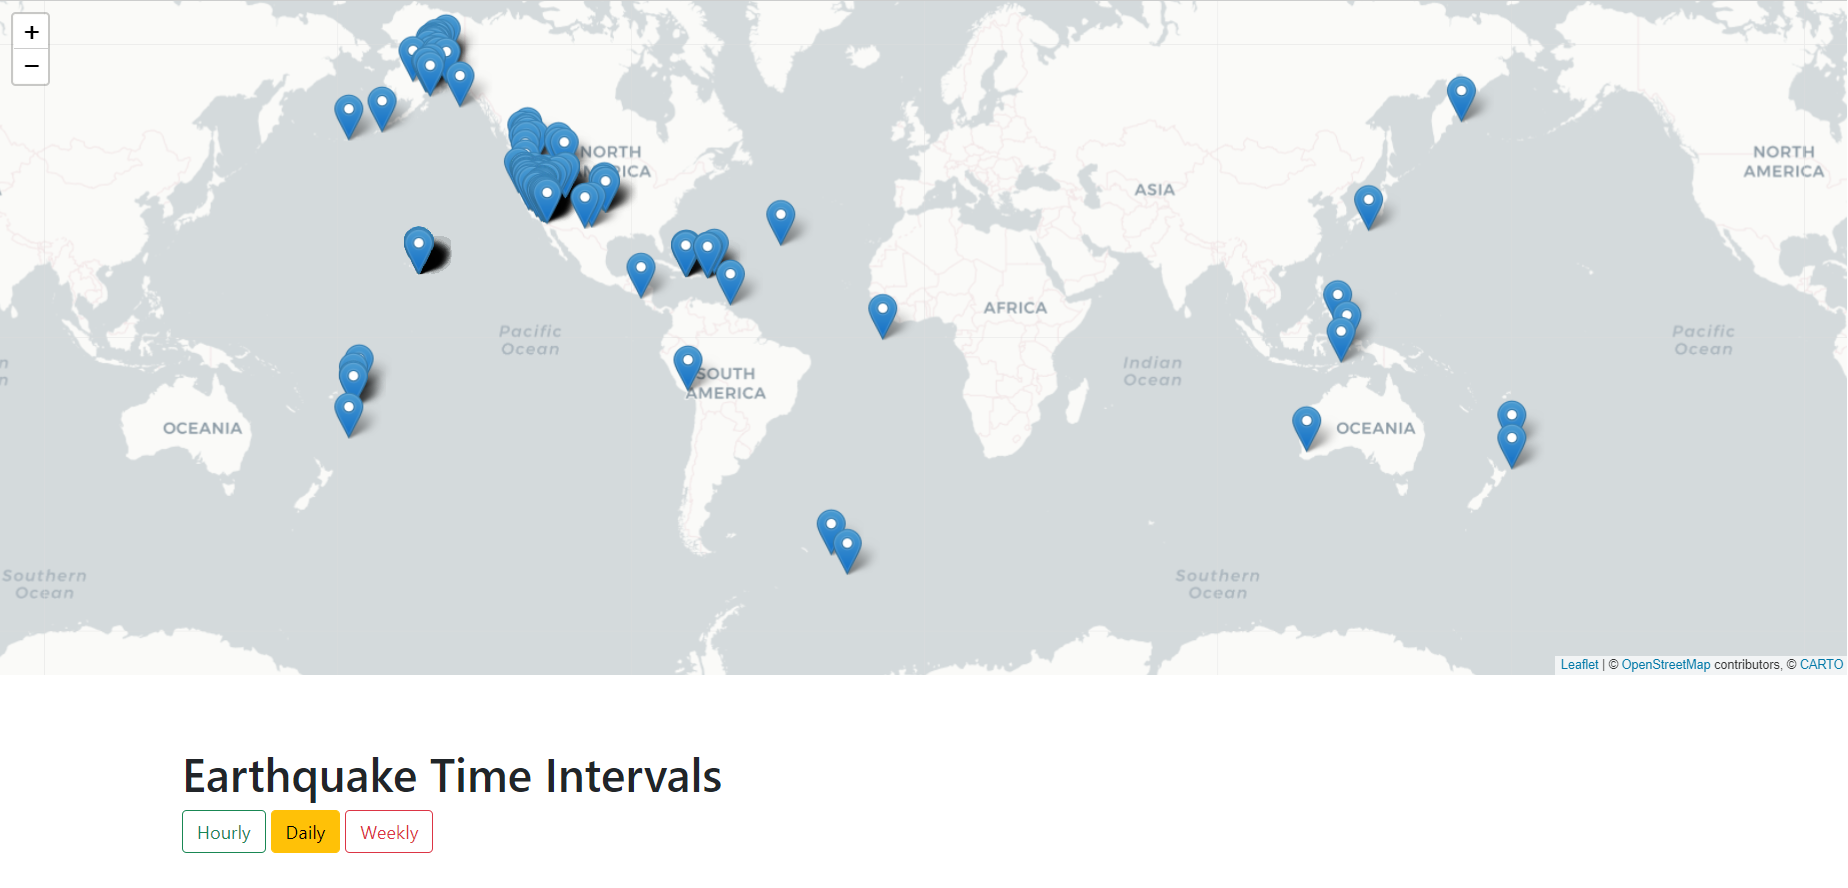 +
−
NORTH
RICA
NORTH
AMERICA
ASIA
AFRICA
Pacific
Ocean
Pacific
Ocean
Indian
Ocean
SOUTH
AMERICA
OCEANIA
OCEANIA
Southern
Ocean
Southern
Ocean
Leaflet | © OpenStreetMap contributors, © CARTO
Earthquake Time Intervals
Hourly Daily Weekly